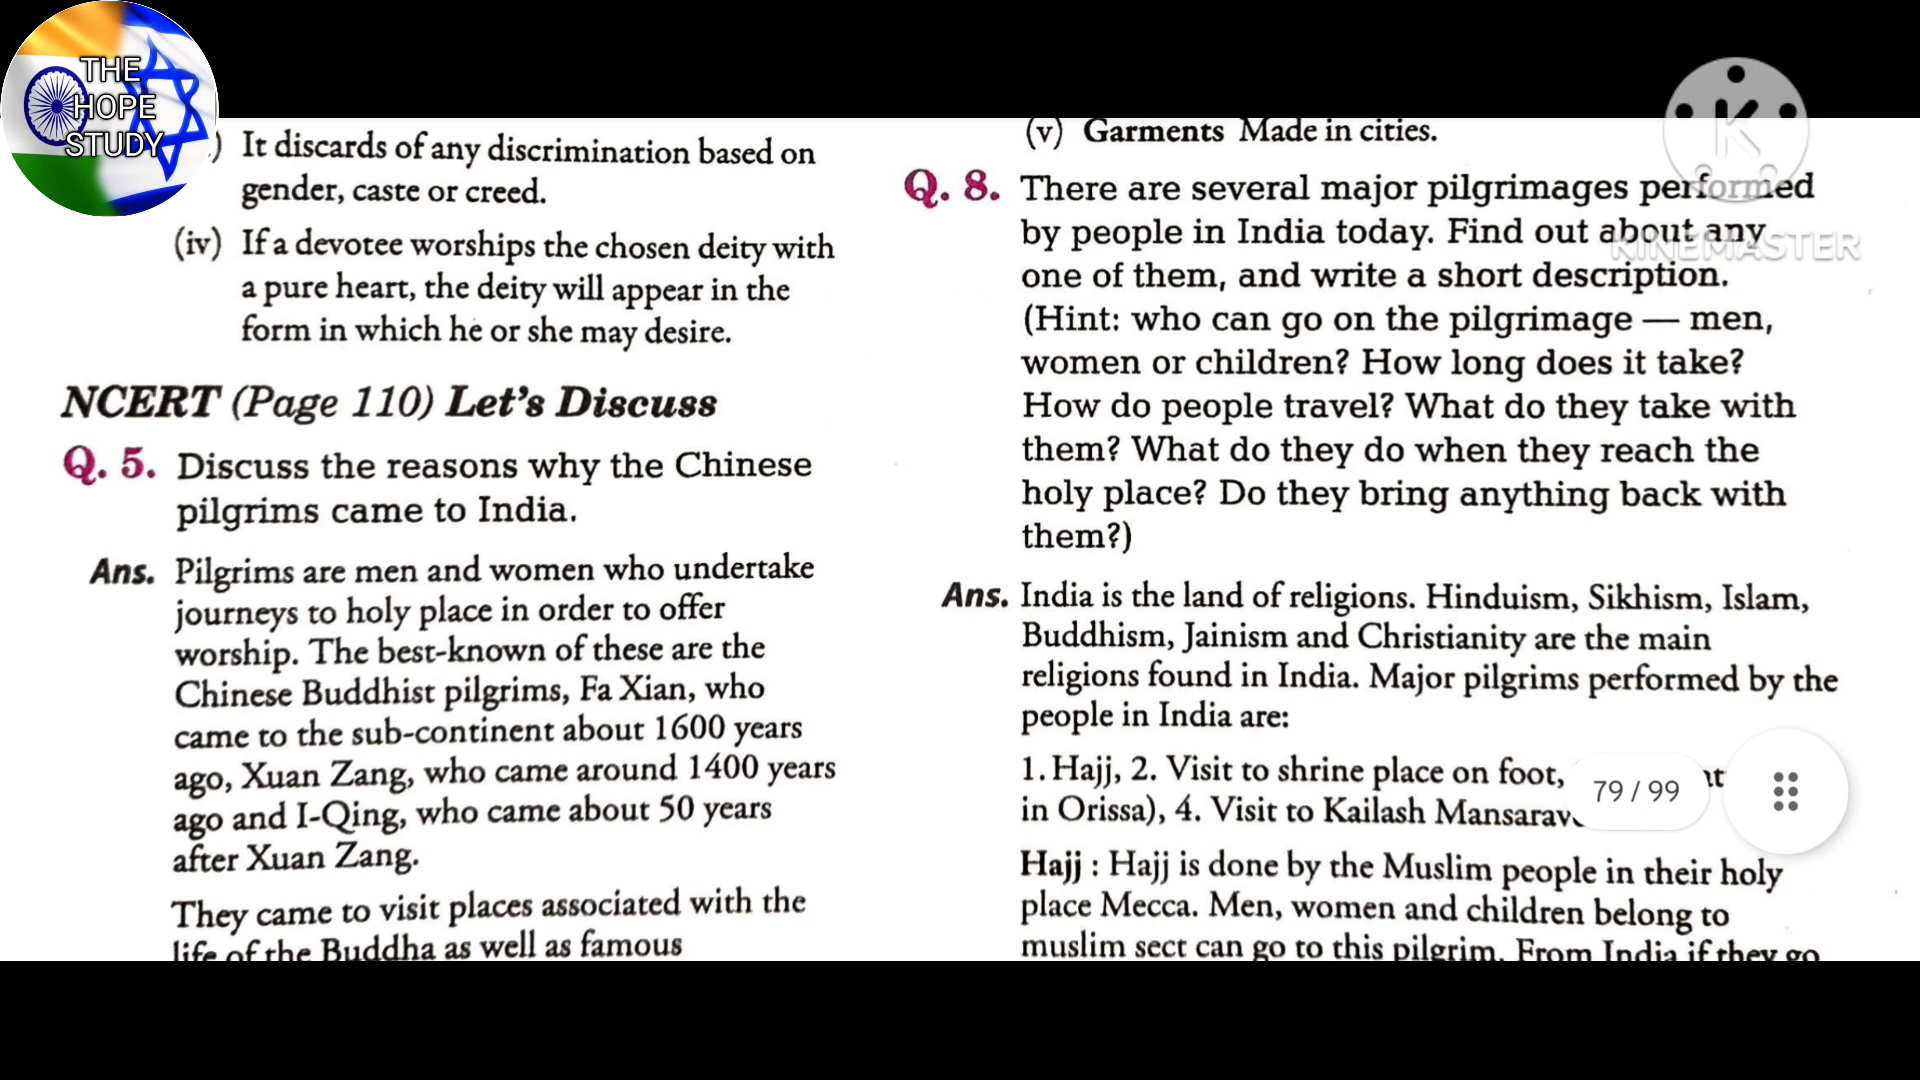 THE
HOPE
STUDY
) It discards of any discrimination based on
gender, caste or creed.
(iv) If a devotee worships the chosen deity with
a pure heart, the deity will appear in the
form in which he or she may desire.
NCERT (Page 110) Let's Discuss
Q. 5. Discuss the reasons why the Chinese
pilgrims came to India.
Ans. Pilgrims are men and women who undertake
journeys to holy place in order to offer
worship. The best-known of these are the
Chinese Buddhist pilgrims, Fa Xian, who
came to the sub-continent about 1600 years
ago, Xuan Zang, who came around 1400 years
ago and I-Qing, who came about 50 years
after Xuan Zang.
They came to visit places associated with the
life of the Buddha as well as famous
(v) Garments Made in cities.
Q. 8. There are several major pilgrimages performed
by people in India today. Find out about any
one of them, and write a short description.
(Hint: who can go on the pilgrimage — men,
women or children? How long does it take?
How do people travel? What do they take with
them? What do they do when they reach the
holy place? Do they bring anything back with
them?)
Ans. India is the land of religions. Hinduism, Sikhism, Islam,
Buddhism, Jainism and Christianity are the main
religions found in India. Major pilgrims performed by the
people in India are:
1. Hajj, 2. Visit to shrine place on foot,
in Orissa), 4. Visit to Kailash
Hajj : Hajj is done by the Muslim people in their holy
place Mecca. Men, women and children belong to
muslim sect can go to this pilgrim. From India if they go
K
KINEMASTER
79 / 99